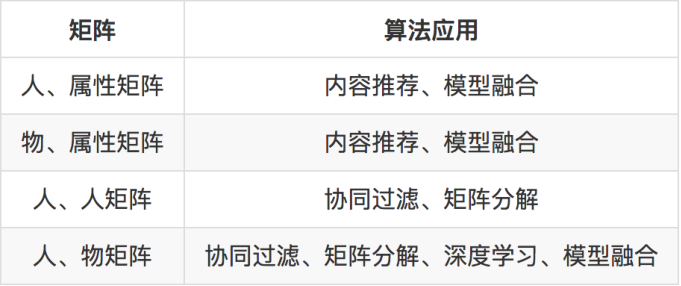 矩阵 算法应用
人、属性矩阵 内容推荐、模型融合
物、属性矩阵 内容推荐、模型融合
人、人矩阵 协同过滤、矩阵分解
人、物矩阵 协同过滤、矩阵分解、深度学习、模型融合